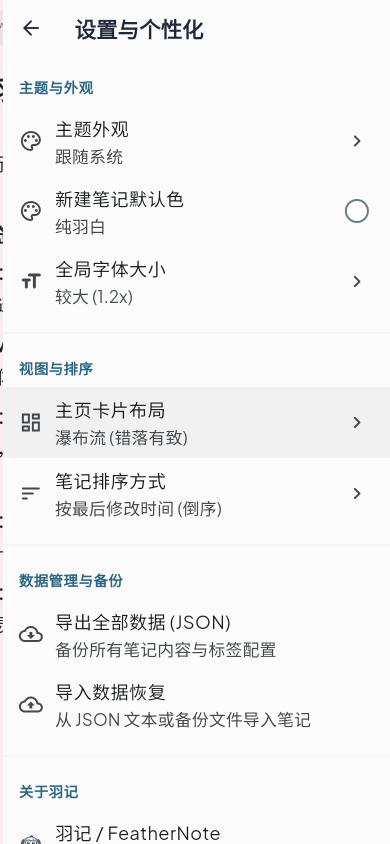 设置与个性化
主题与外观
主题外观
跟随系统
新建笔记默认色
纯羽白
全局字体大小
较大 (1.2x)
视图与排序
主页卡片布局
瀑布流 (错落有致)
笔记排序方式
按最后修改时间 (倒序)
数据管理与备份
导出全部数据 (JSON)
备份所有笔记内容与标签配置
导入数据恢复
从 JSON 文本或备份文件导入笔记
关于羽记
羽记 / FeatherNote